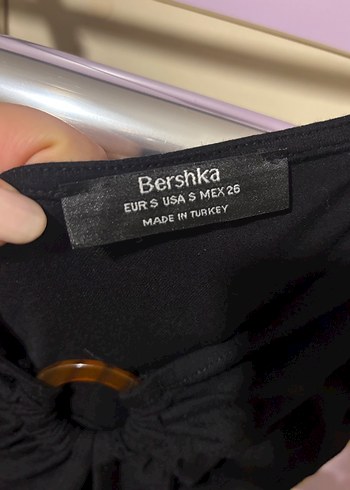 Bershka
EUR S USA S MEX 26
MADE IN TURKEY